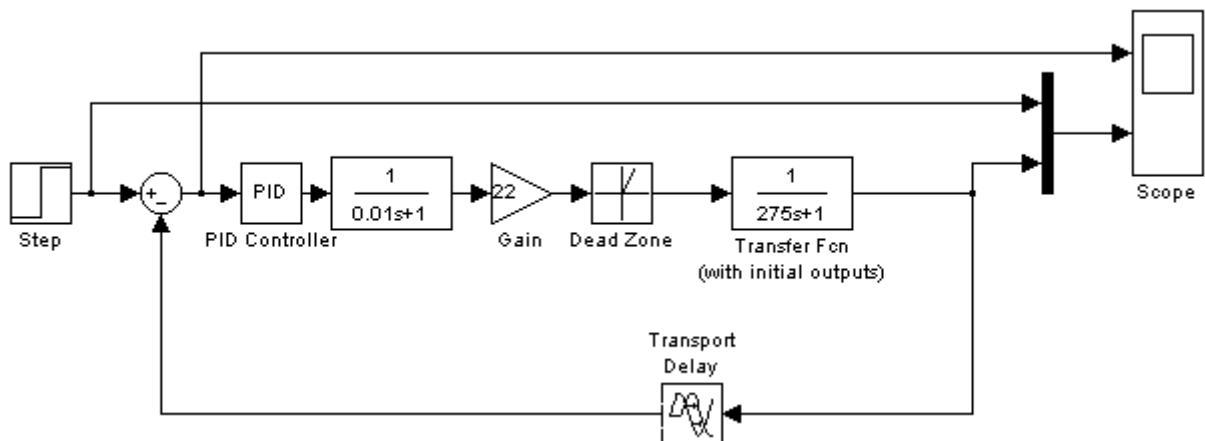 Scope
Step
+
-
PID
PID Controller
1
0.01s+1
22
Gain
Dead Zone
1
275s+1
Transfer Fcn
(with initial outputs)
Transport
Delay